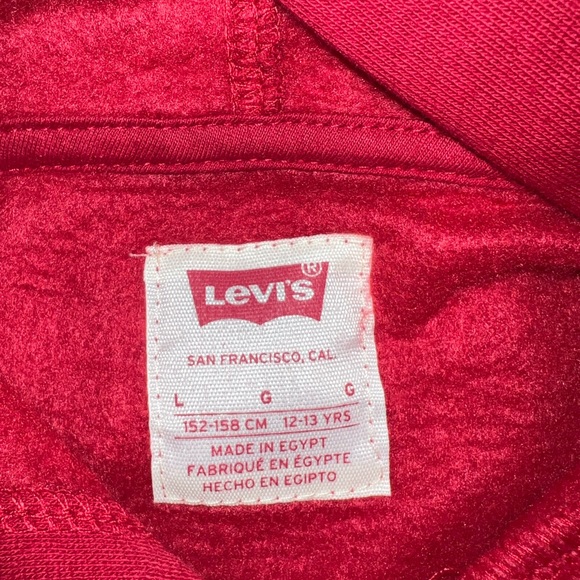 LEVI'S ®
SAN FRANCISCO, CAL.
L G G
152-158 CM 12-13 YRS
MADE IN EGYPT
FABRIQUÉ EN ÉGYPTE
HECHO EN EGIPTO